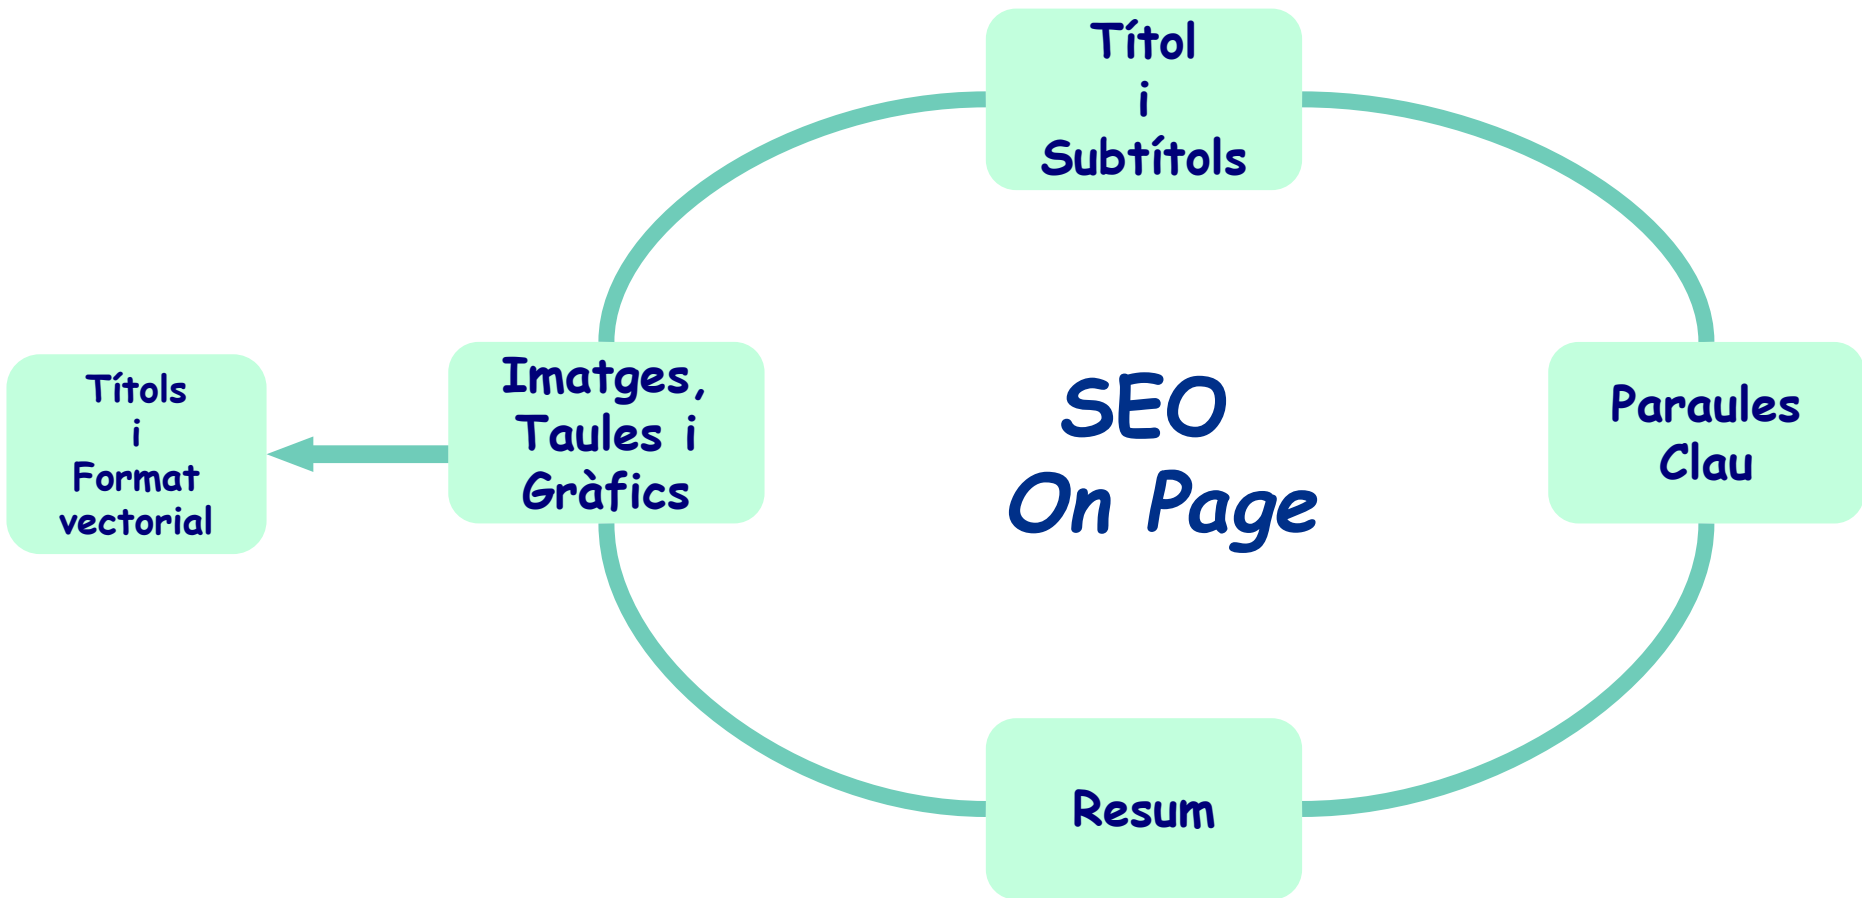 Títol
i
Subtítols
Paraules
Clau
Resum
Imatges,
Taules i
Gràfics
Títols
i
Format
vectorial
SEO
On Page